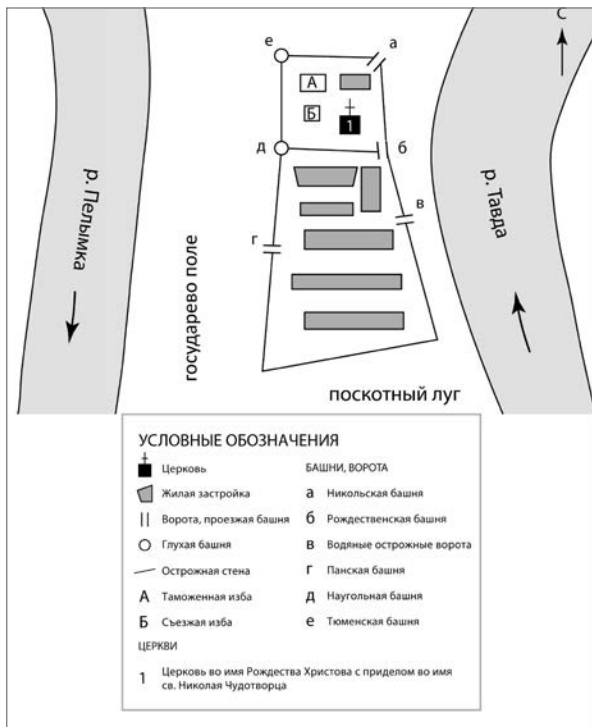 С
е
а
А
Б
1
д
б
в
г
р. Пелымка
государево поле
р. Тавда
поскотный луг
УСЛОВНЫЕ ОБОЗНАЧЕНИЯ
Церковь
Жилая застройка
Ворота, проезжая башня
Глухая башня
Острожная стена
А Таможенная изба
Б Съезжая изба
БАШНИ, ВОРОТА
а Никольская башня
б Рождественская башня
в Водяные острожные ворота
г Панская башня
д Наугольная башня
е Тюменская башня
ЦЕРКВИ
1 Церковь во имя Рождества Христова с приделом во имя
св. Николая Чудотворца